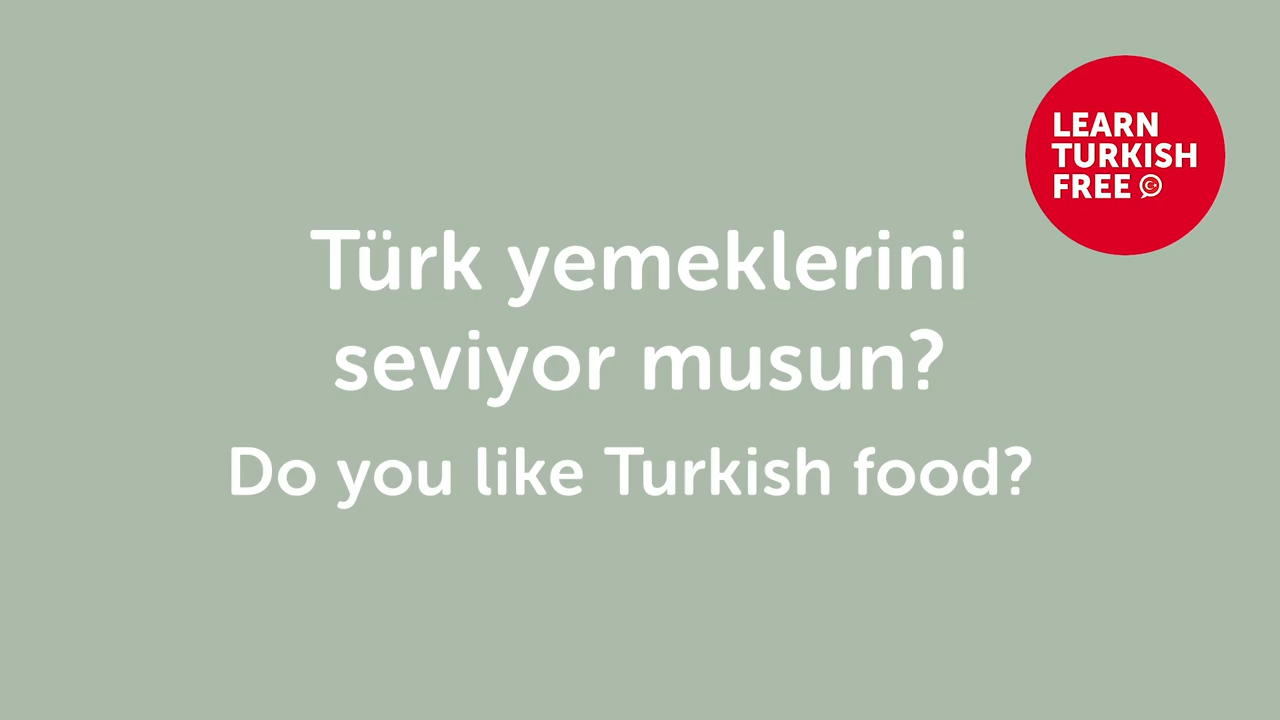 LEARN
TURKISH
FREE
Türk yemeklerini
seviyor musun?
Do you like Turkish food?